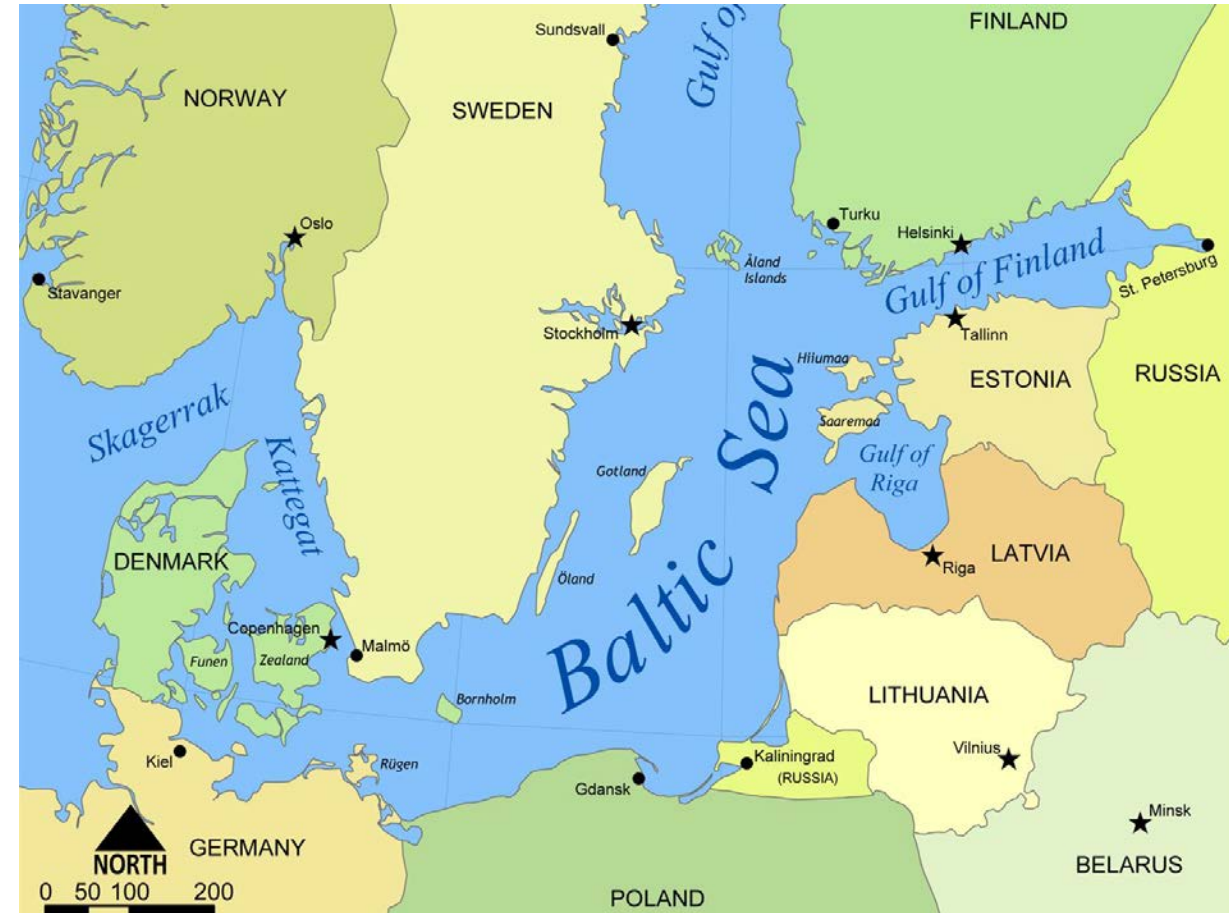 Sundsvall
Gulf of
FINLAND
NORWAY
SWEDEN
Oslo
Turku
Helsinki
Gulf of Finland
Åland
Islands
St. Petersburg
Stavanger
Stockholm
Tallinn
Hiiumaa
ESTONIA
RUSSIA
Skagerrak
Kattegat
Saaremaa
Gulf of
Riga
Gotland
Baltic Sea
DENMARK
Öland
Riga
LATVIA
Copenhagen
Malmö
Funen
Zealand
Bornholm
LITHUANIA
Kiel
Rügen
Gdansk
Kaliningrad
(RUSSIA)
Vilnius
Minsk
NORTH
GERMANY
POLAND
BELARUS
0 50 100 200